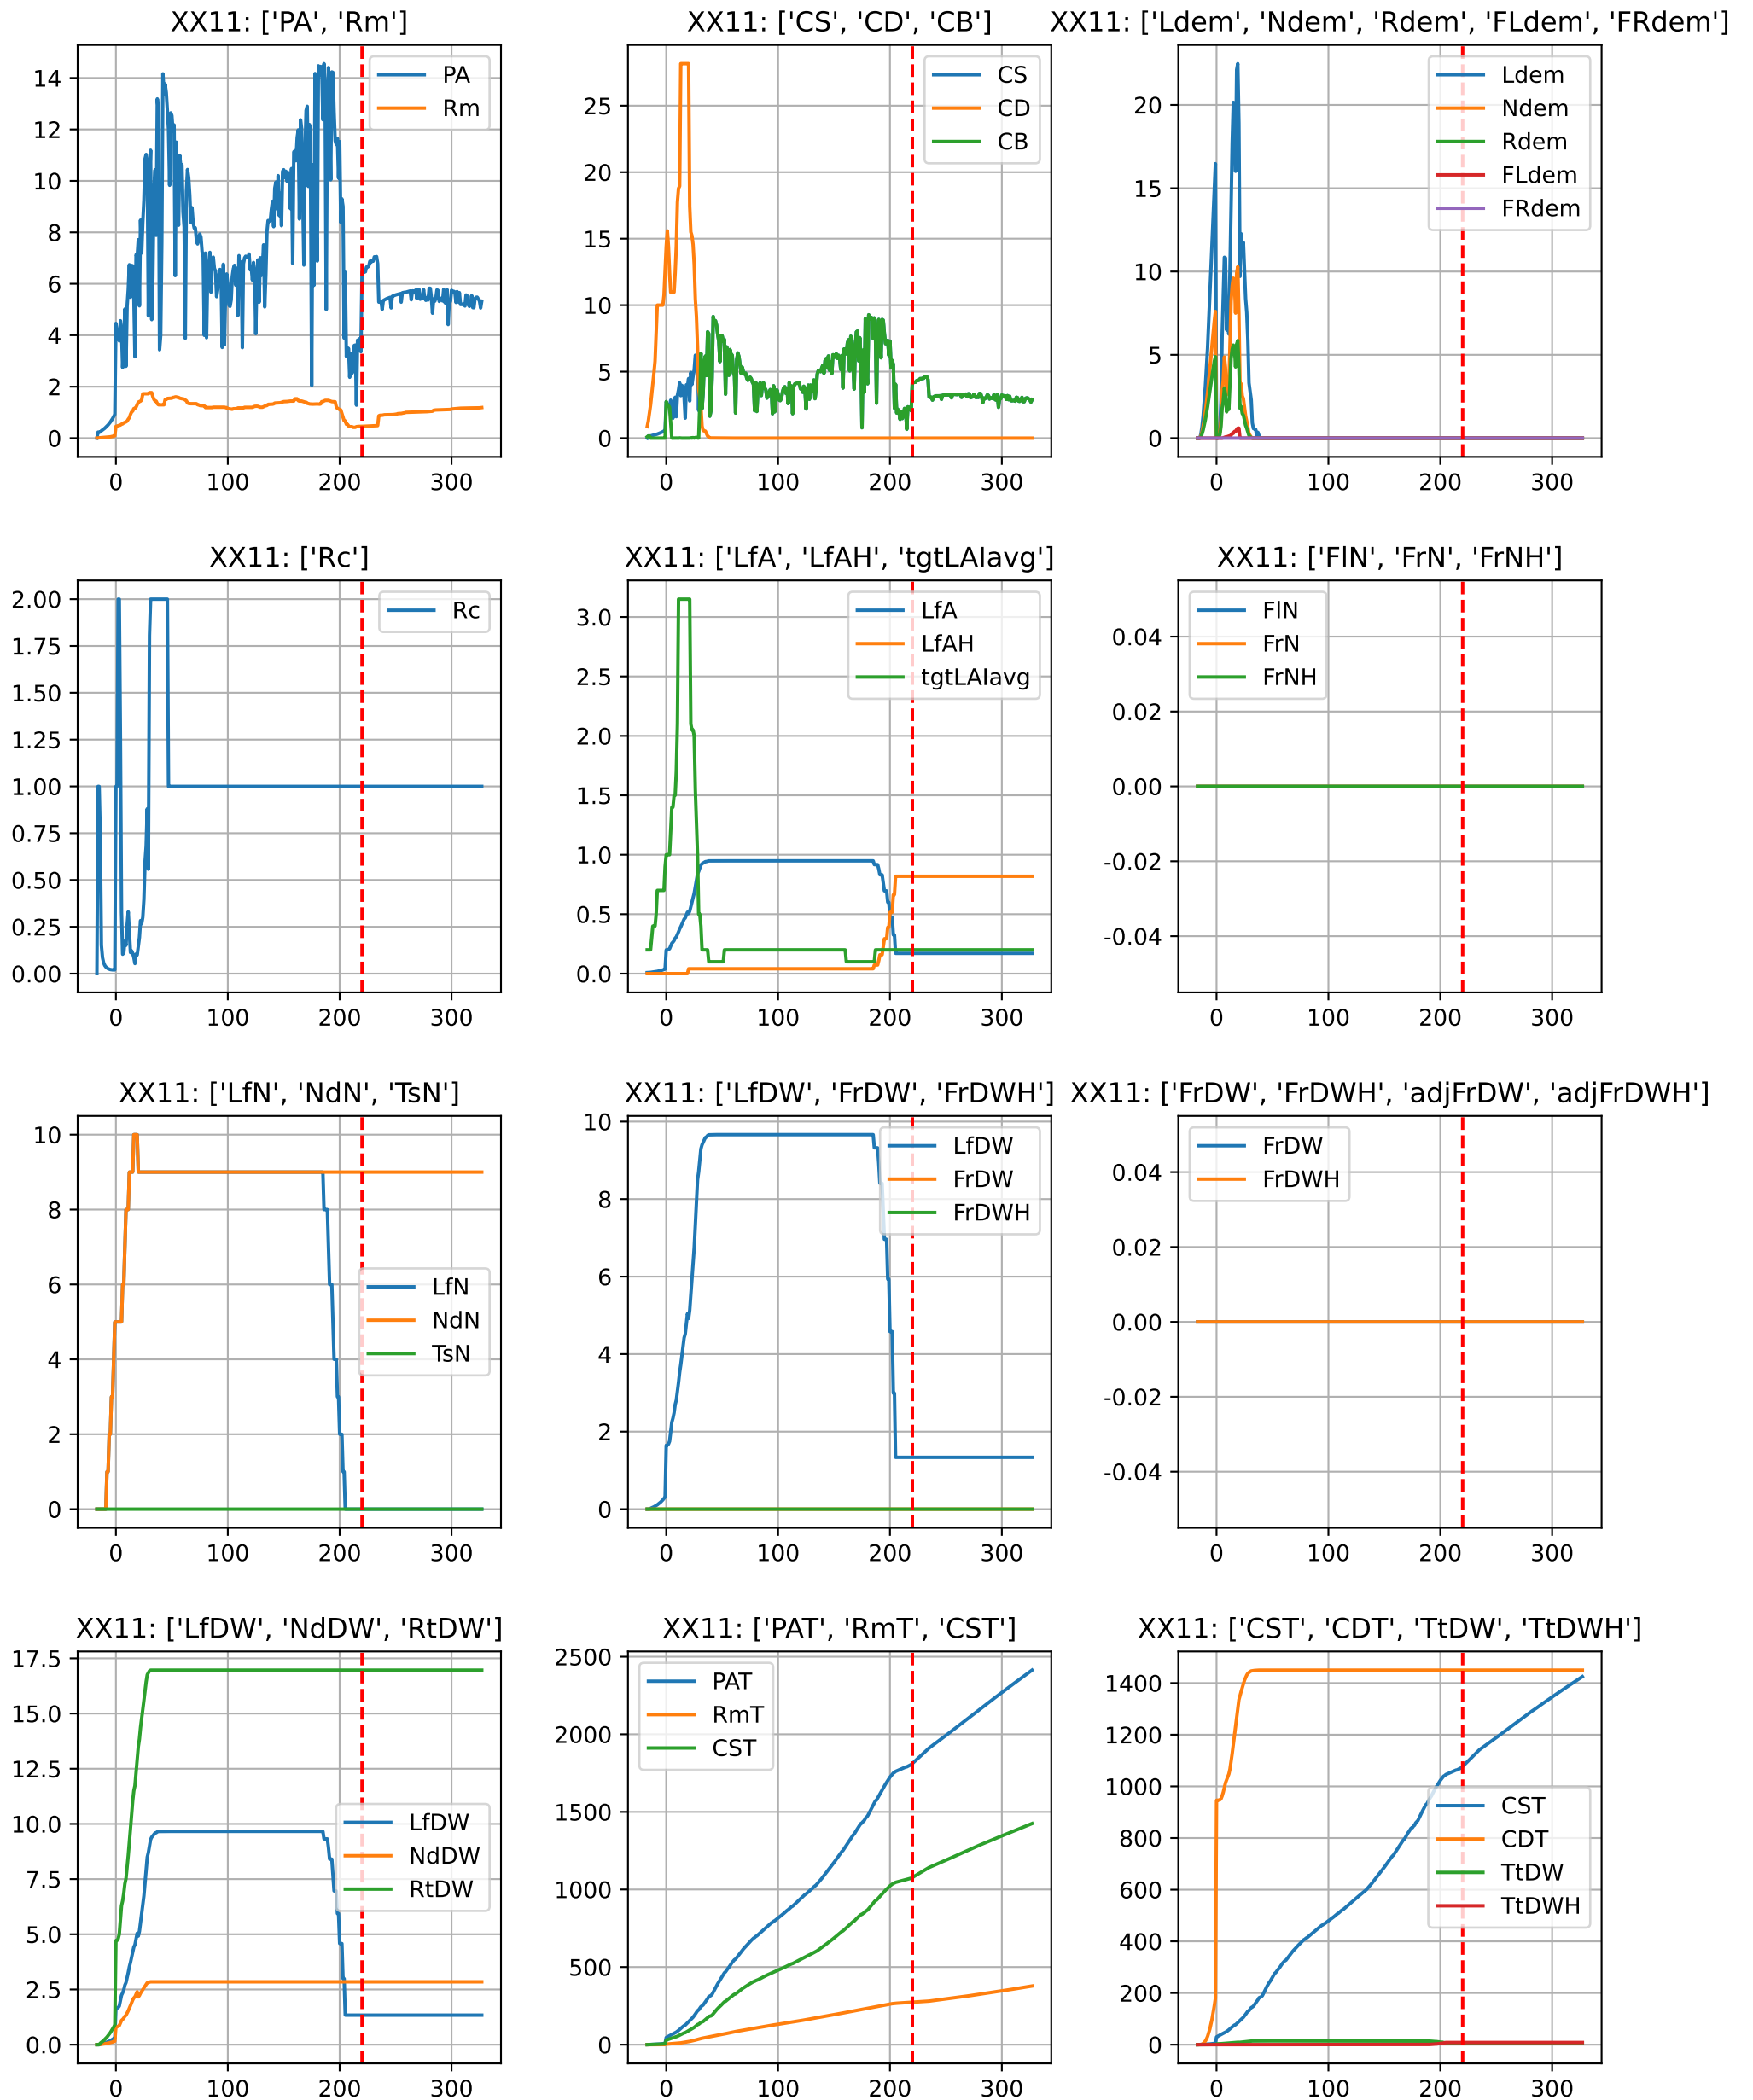 XX11: ['PA', 'Rm']
14
12
10
8
6
4
2
0
0 100 200 300
PA
Rm
XX11: ['CS', 'CD', 'CB']
25
20
15
10
5
0
0 100 200 300
CS
CD
CB
XX11: ['Ldem', 'Ndem', 'Rdem', 'FLdem', 'FRdem']
20
15
10
5
0
0 100 200 300
Ldem
Ndem
Rdem
FLdem
FRdem
XX11: ['Rc']
2.00
1.75
1.50
1.25
1.00
0.75
0.50
0.25
0.00
0 100 200 300
Rc
XX11: ['LfA', 'LfAH', 'tgtLAIavg']
3.0
2.5
2.0
1.5
1.0
0.5
0.0
0 100 200 300
LfA
LfAH
tgtLAIavg
XX11: ['FlN', 'FrN', 'FrNH']
0.04
0.02
0.00
-0.02
-0.04
0 100 200 300
FlN
FrN
FrNH
XX11: ['LfN', 'NdN', 'TsN']
10
8
6
4
2
0
0 100 200 300
LfN
NdN
TsN
XX11: ['LfDW', 'FrDW', 'FrDWH']
10
8
6
4
2
0
0 100 200 300
LfDW
FrDW
FrDWH
XX11: ['FrDW', 'FrDWH', 'adjFrDW', 'adjFrDWH']
0.04
0.02
0.00
-0.02
-0.04
0 100 200 300
FrDW
FrDWH
XX11: ['LfDW', 'NdDW', 'RtDW']
17.5
15.0
12.5
10.0
7.5
5.0
2.5
0.0
0 100 200 300
LfDW
NdDW
RtDW
XX11: ['PAT', 'RmT', 'CST']
2500
2000
1500
1000
500
0
0 100 200 300
PAT
RmT
CST
XX11: ['CST', 'CDT', 'TtDW', 'TtDWH']
1400
1200
1000
800
600
400
200
0
0 100 200 300
CST
CDT
TtDW
TtDWH